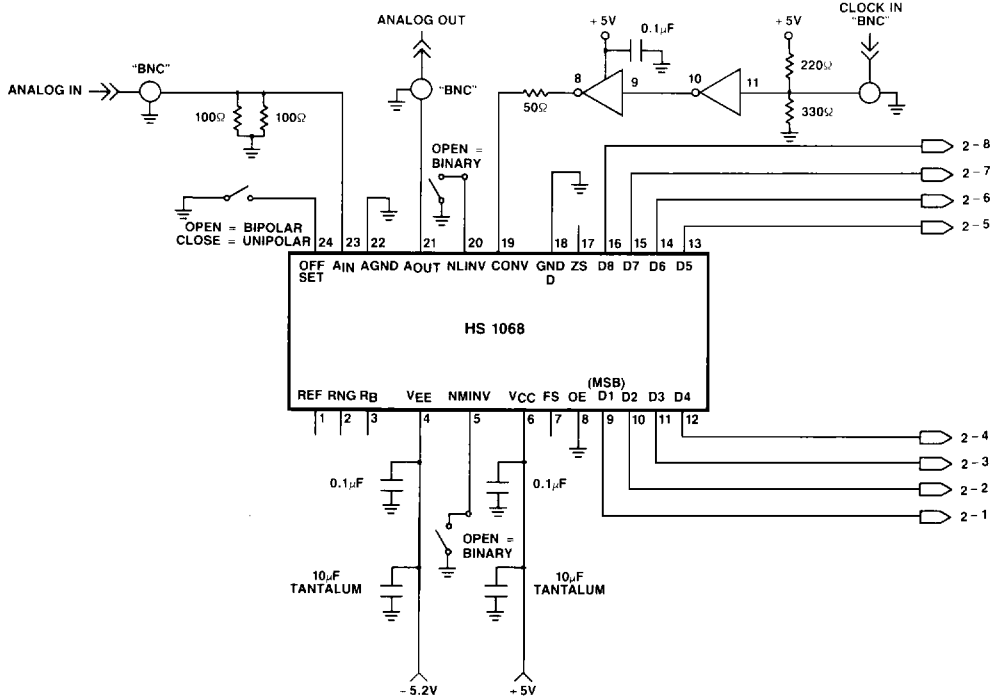 CLOCK IN
"BNC"
ANALOG OUT
+5V
0.1µF
+5V
"BNC"
220Ω
ANALOG IN
"BNC"
8
9
10
11
50Ω
330Ω
100Ω
100Ω
OPEN =
BINARY
2-8
2-7
2-6
2-5
OPEN = BIPOLAR
CLOSE = UNIPOLAR
24 23 22 21 20 19 18 17 16 15 14 13
OFF SET AIN AGND AOUT NLINV CONV GND D ZS D8 D7 D6 D5
HS 1068
(MSB)
REF RNG RB VEE NMINV VCC FS OE D1 D2 D3 D4
1 2 3 4 5 6 7 8 9 10 11 12
2-4
2-3
2-2
2-1
0.1µF
0.1µF
OPEN =
BINARY
10µF
TANTALUM
10µF
TANTALUM
-5.2V
+5V